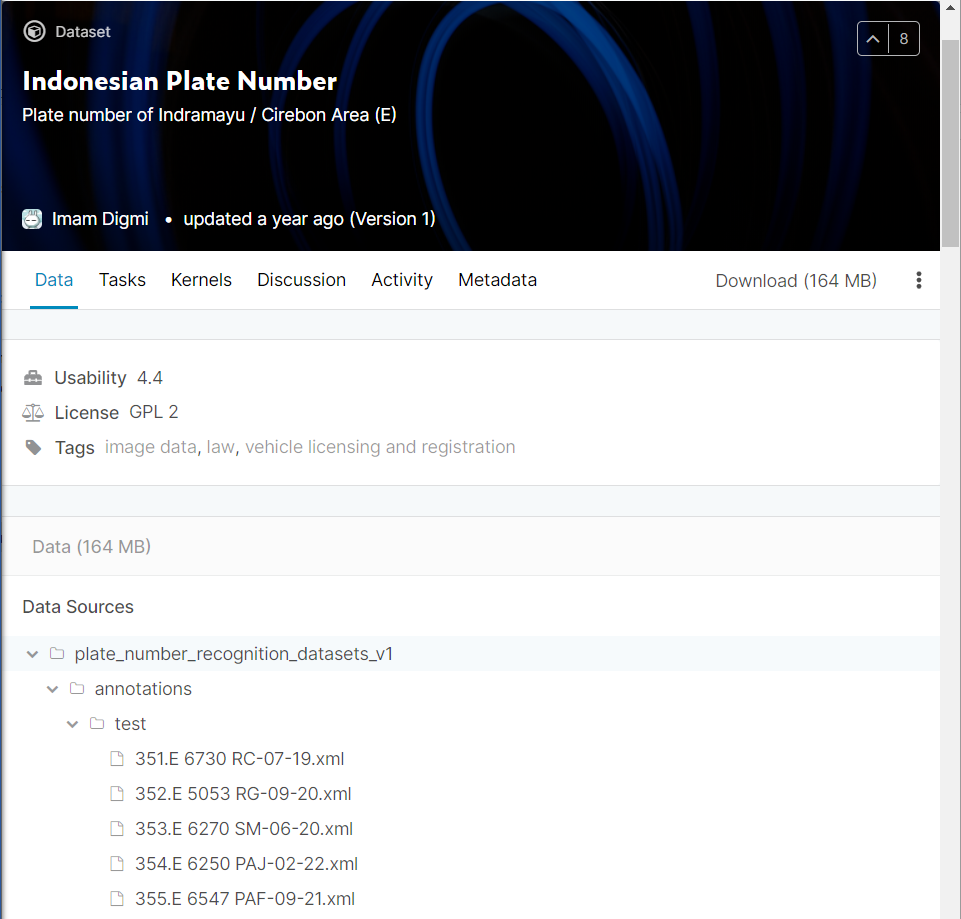 Dataset
8
Indonesian Plate Number
Plate number of Indramayu / Cirebon Area (E)
Imam Digmi • updated a year ago (Version 1)
Data Tasks Kernels Discussion Activity Metadata Download (164 MB)
Usability 4.4
License GPL 2
Tags image data, law, vehicle licensing and registration
Data (164 MB)
Data Sources
plate_number_recognition_datasets_v1
annotations
test
351.E 6730 RC-07-19.xml
352.E 5053 RG-09-20.xml
353.E 6270 SM-06-20.xml
354.E 6250 PAJ-02-22.xml
355.E 6547 PAF-09-21.xml